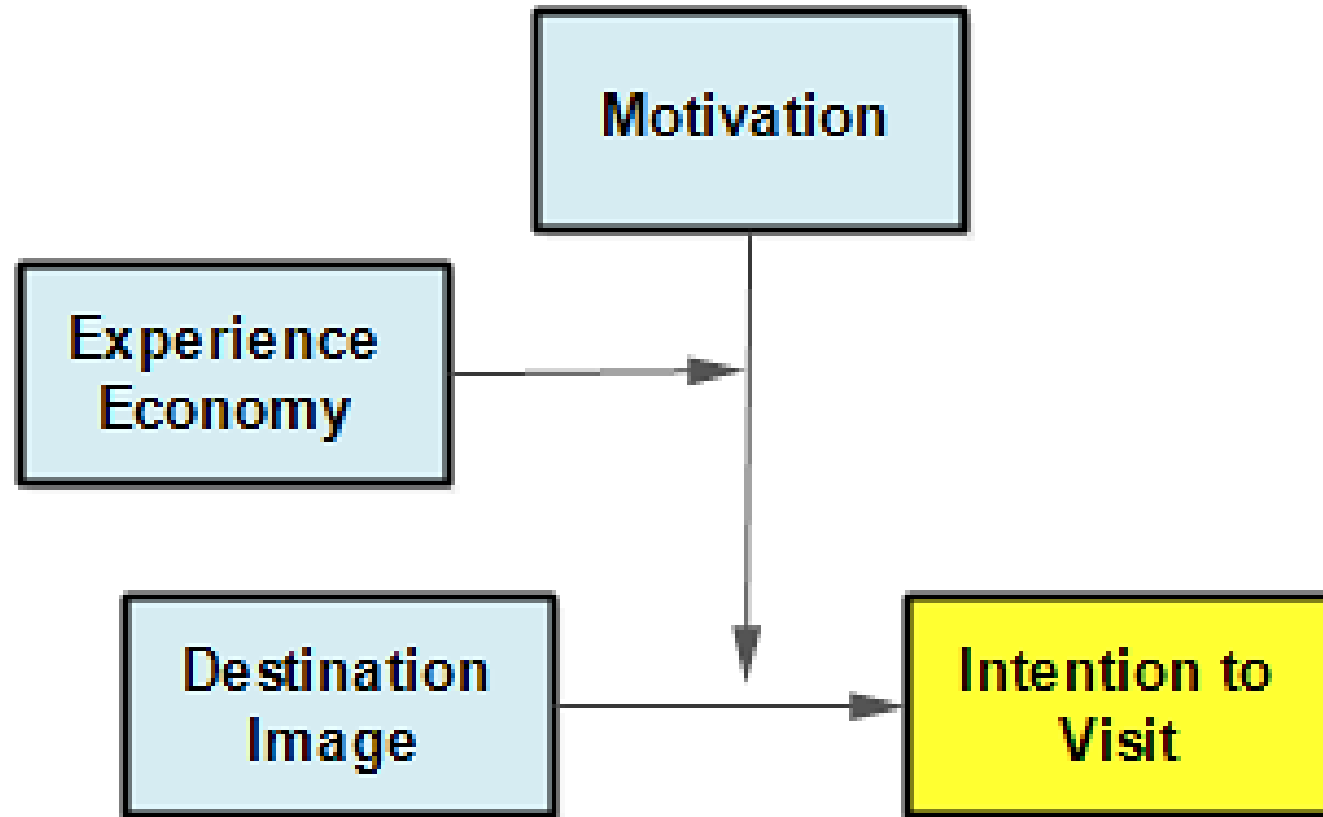 Motivation
Experience
Economy
Destination
Image
Intention to
Visit